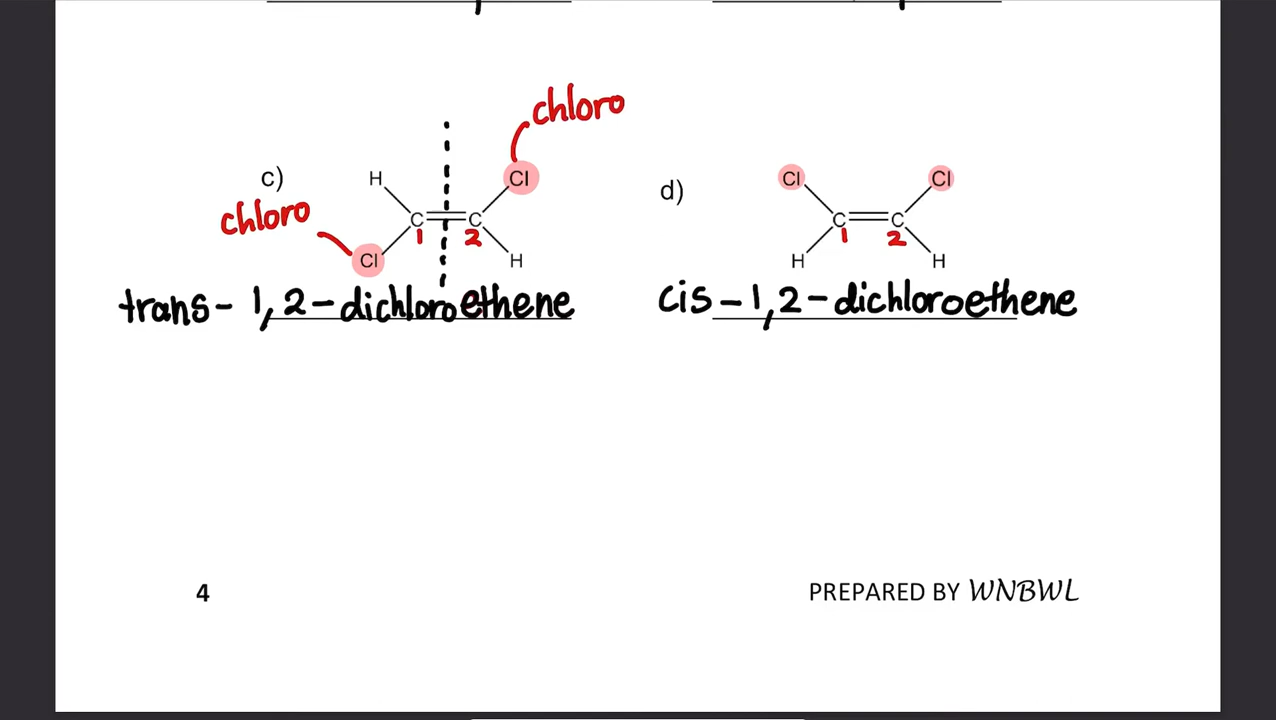 chloro
c)
H
Cl
d)
Cl
Cl
chloro
C
C
C
C
1
2
1
2
Cl
H
H
H
trans- 1,2-dichloroethene
cis-1,2-dichloroethene
4
PREPARED BY WNBWL